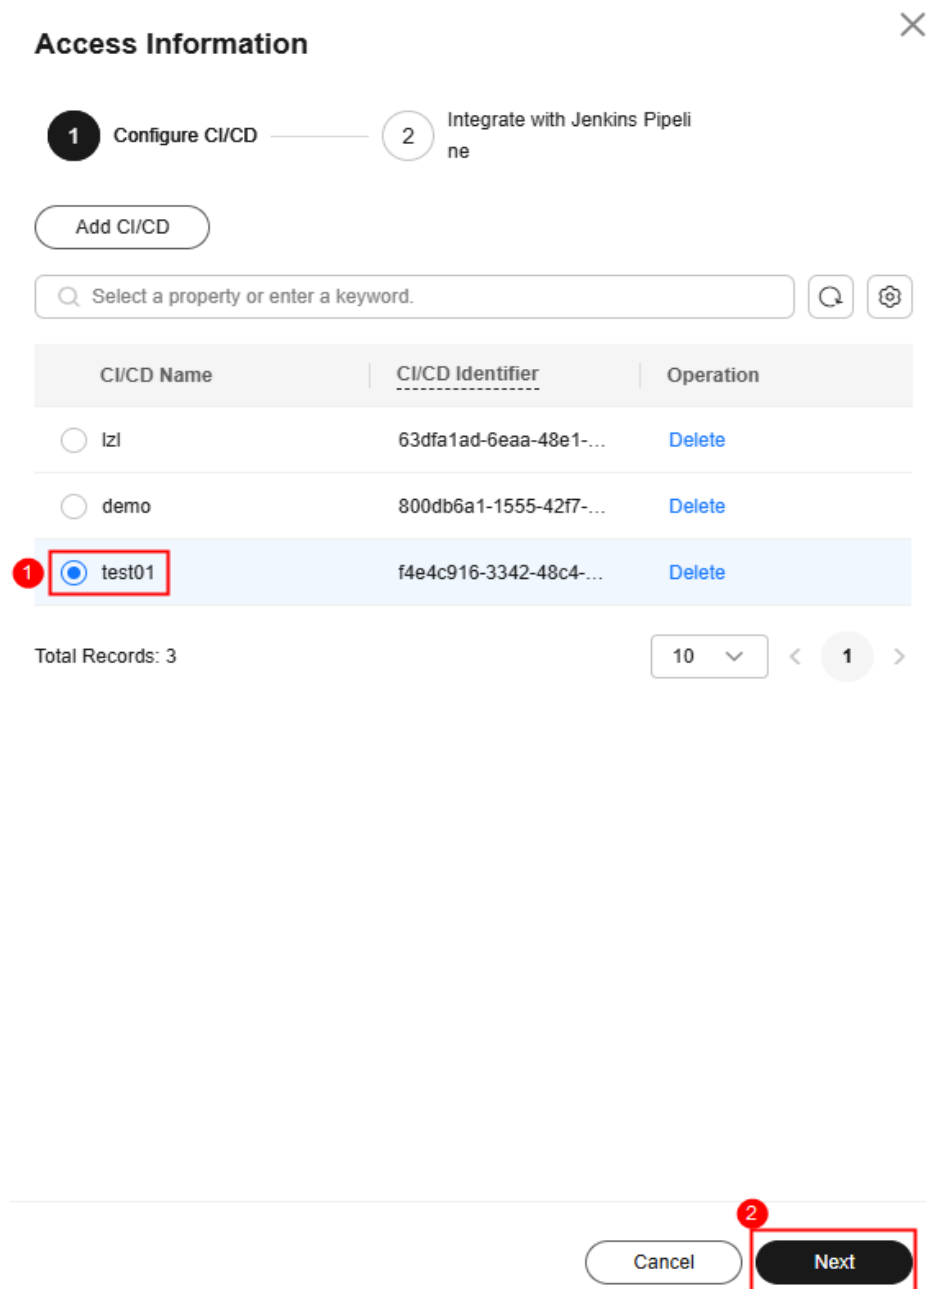 Access Information
1 Configure CI/CD 2 Integrate with Jenkins Pipeli
ne
Add CI/CD
Select a property or enter a keyword.
CI/CD Name CI/CD Identifier Operation
lzl 63dfa1ad-6eaa-48e1-... Delete
demo 800db6a1-1555-42f7-... Delete
1 test01 f4e4c916-3342-48c4-... Delete
Total Records: 3 10 1
2
Cancel Next